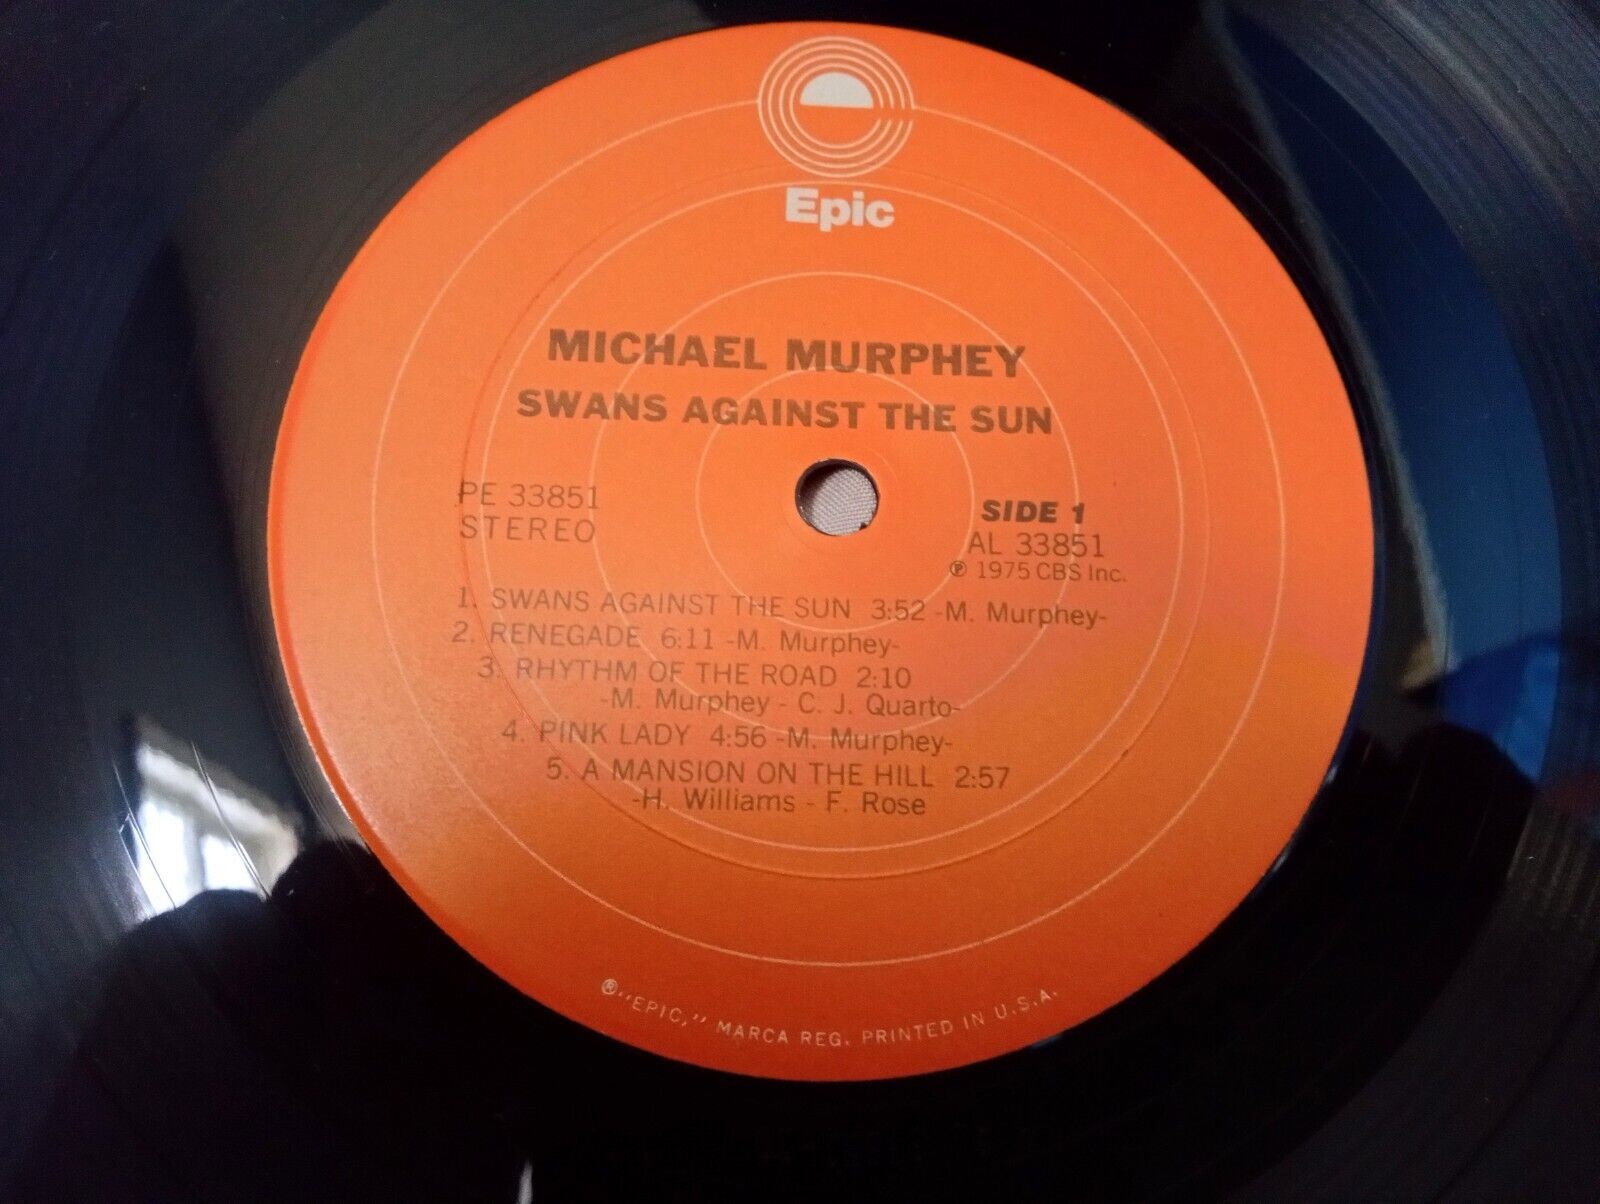 Epic
MICHAEL MURPHEY
SWANS AGAINST THE SUN
PE 33851
STEREO
SIDE 1
AL 33851
℗ 1975 CBS Inc.
1. SWANS AGAINST THE SUN 3:52 -M. Murphey-
2. RENEGADE 6:11 -M. Murphey-
3. RHYTHM OF THE ROAD 2:10
-M. Murphey - C. J. Quarto-
4. PINK LADY 4:56 -M. Murphey-
5. A MANSION ON THE HILL 2:57
-H. Williams - F. Rose
®"EPIC," MARCA REG. PRINTED IN U.S.A.